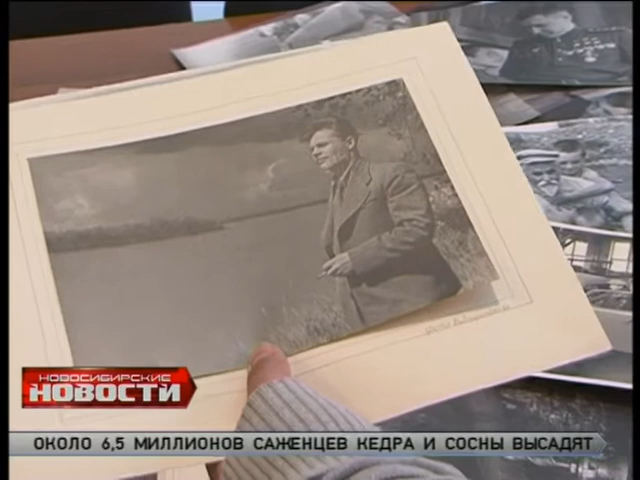 НОВОСИБИРСКИЕ
НОВОСТИ
ОКОЛО 6,5 МИЛЛИОНОВ САЖЕНЦЕВ КЕДРА И СОСНЫ ВЫСАДЯТ